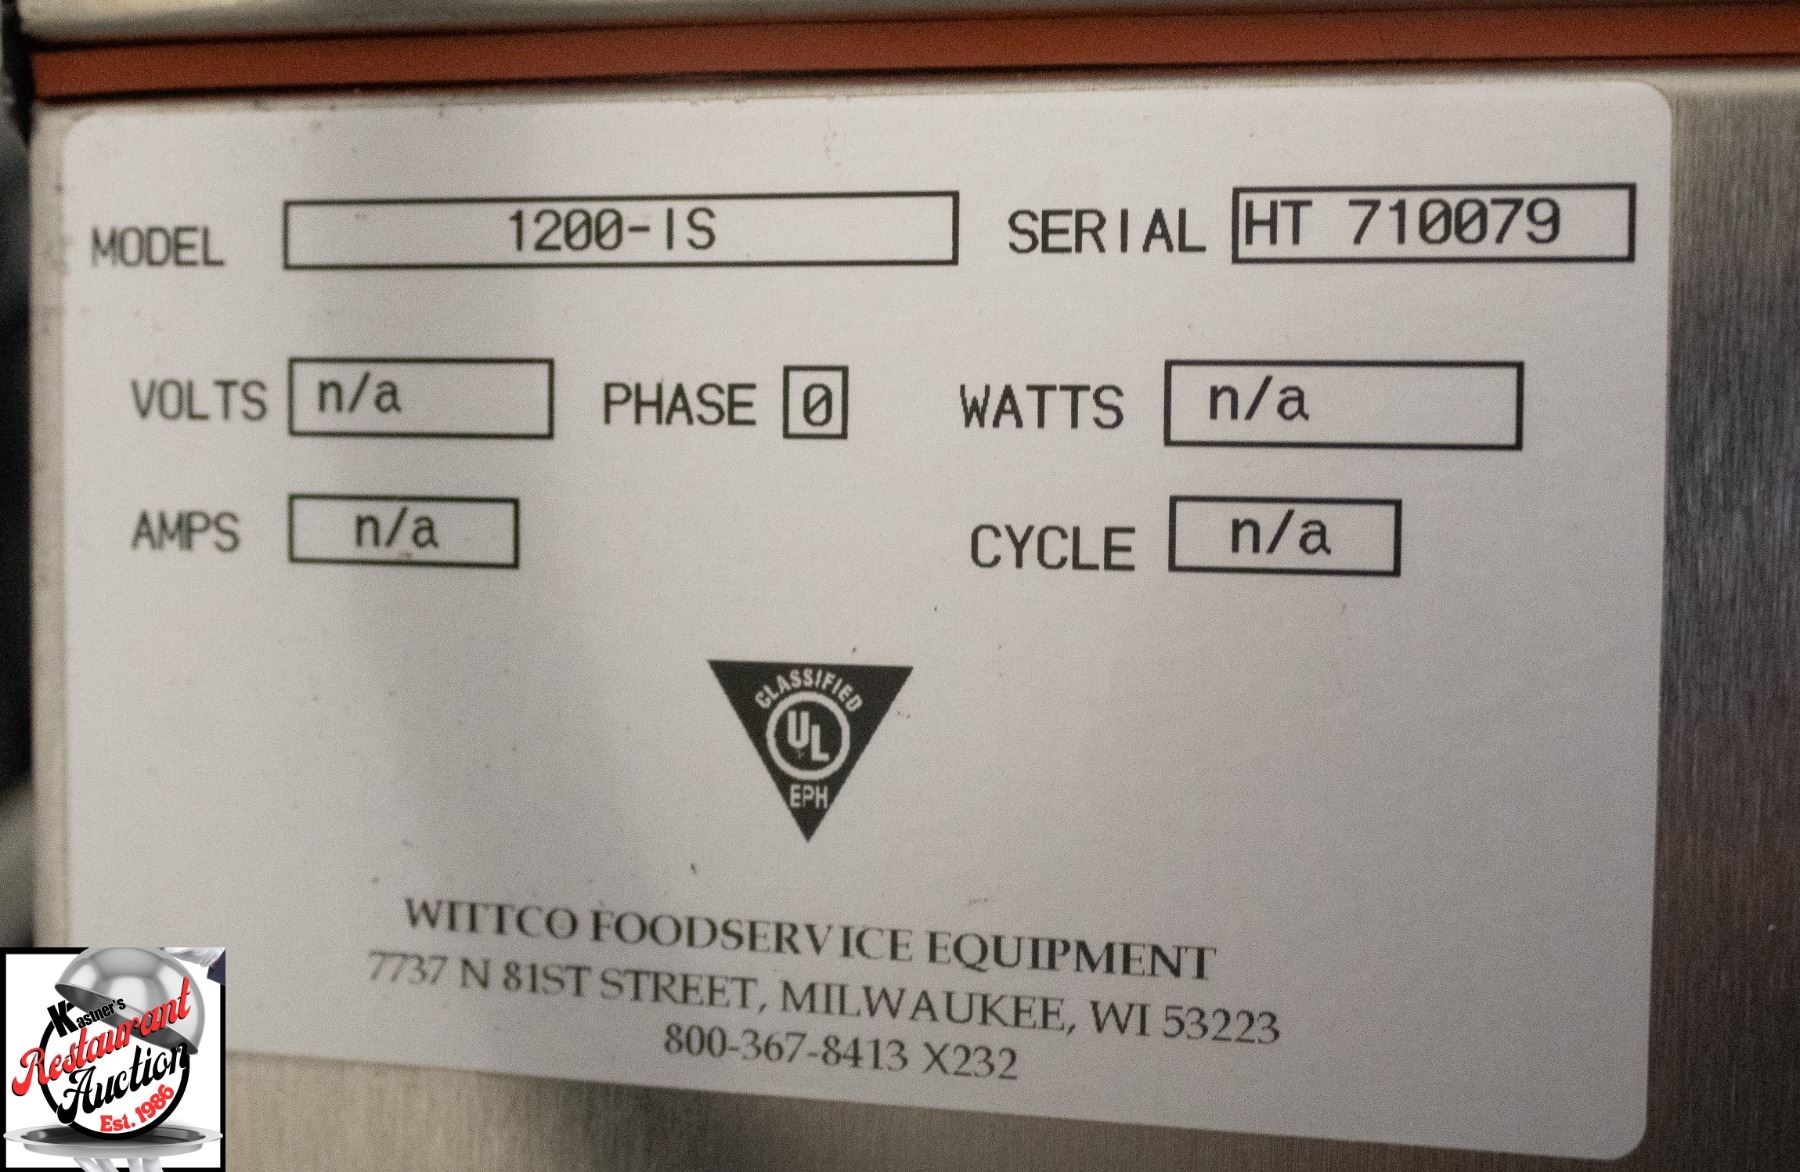 MODEL 1200-IS SERIAL HT 710079
VOLTS n/a PHASE 0 WATTS n/a
AMPS n/a CYCLE n/a
CLASSIFIED
UL
EPH
WITTCO FOODSERVICE EQUIPMENT
7737 N 81ST STREET, MILWAUKEE, WI 53223
800-367-8413 X232
Kastner's
Restaurant
Auction
Est. 1986